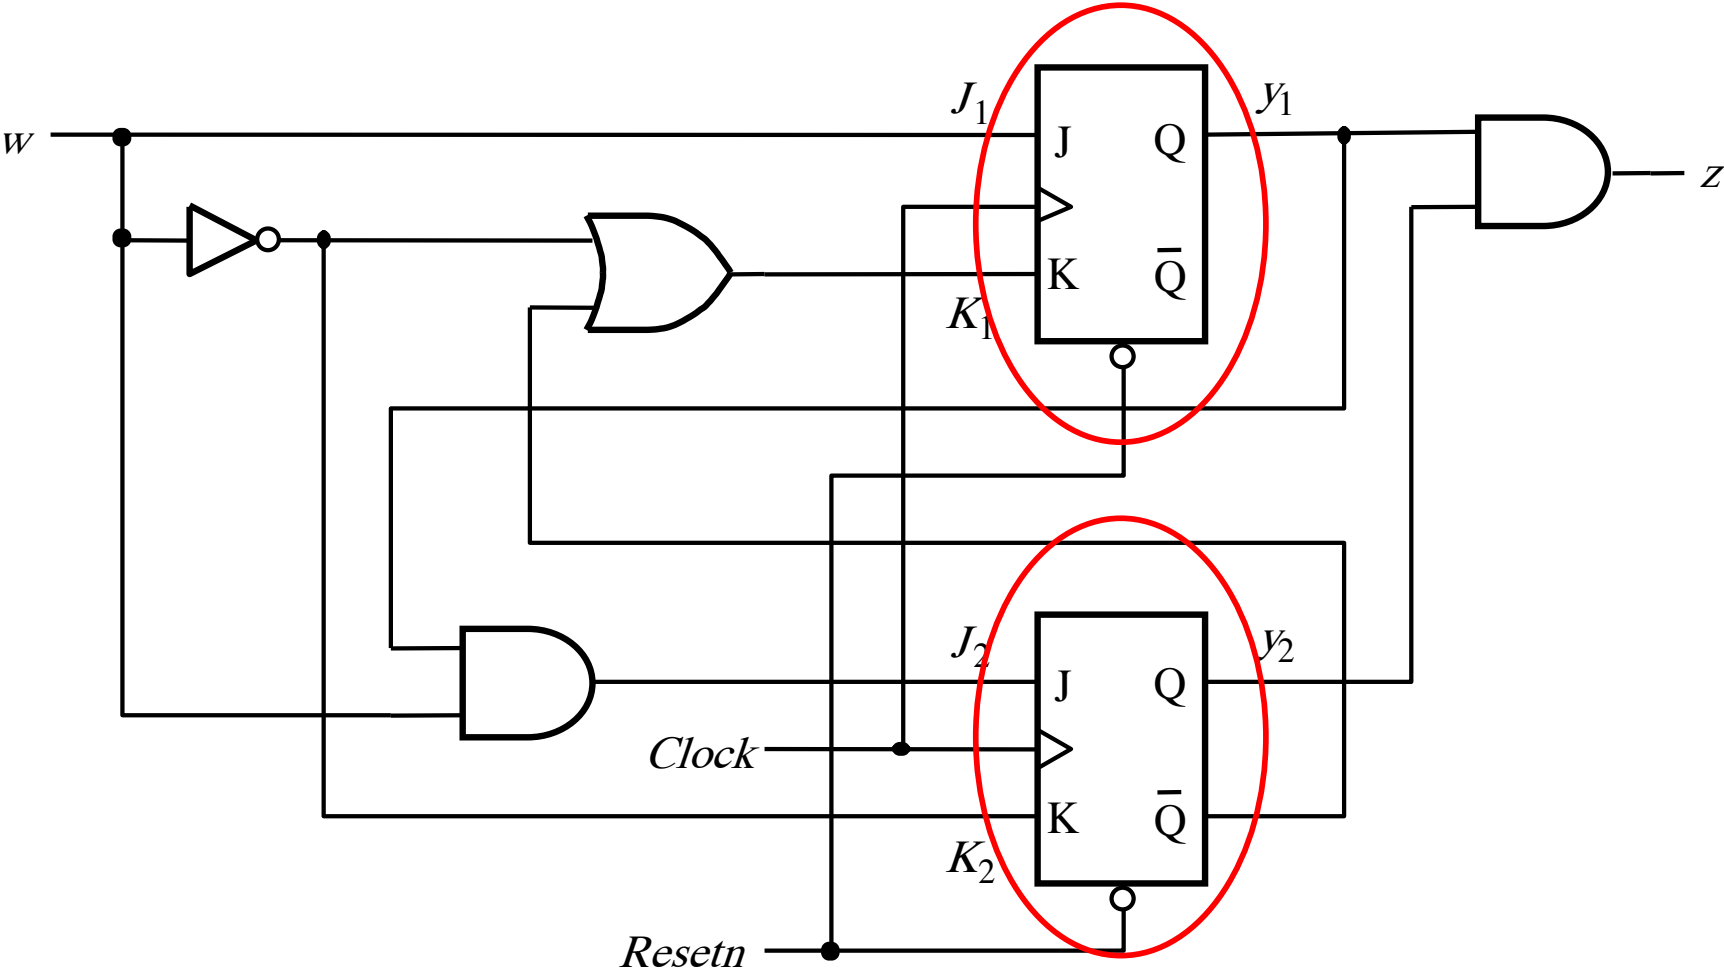 J₁
y₁
w
J Q
z
K Q̅
K₁
J₂
y₂
J Q
Clock
K Q̅
K₂
Resetn